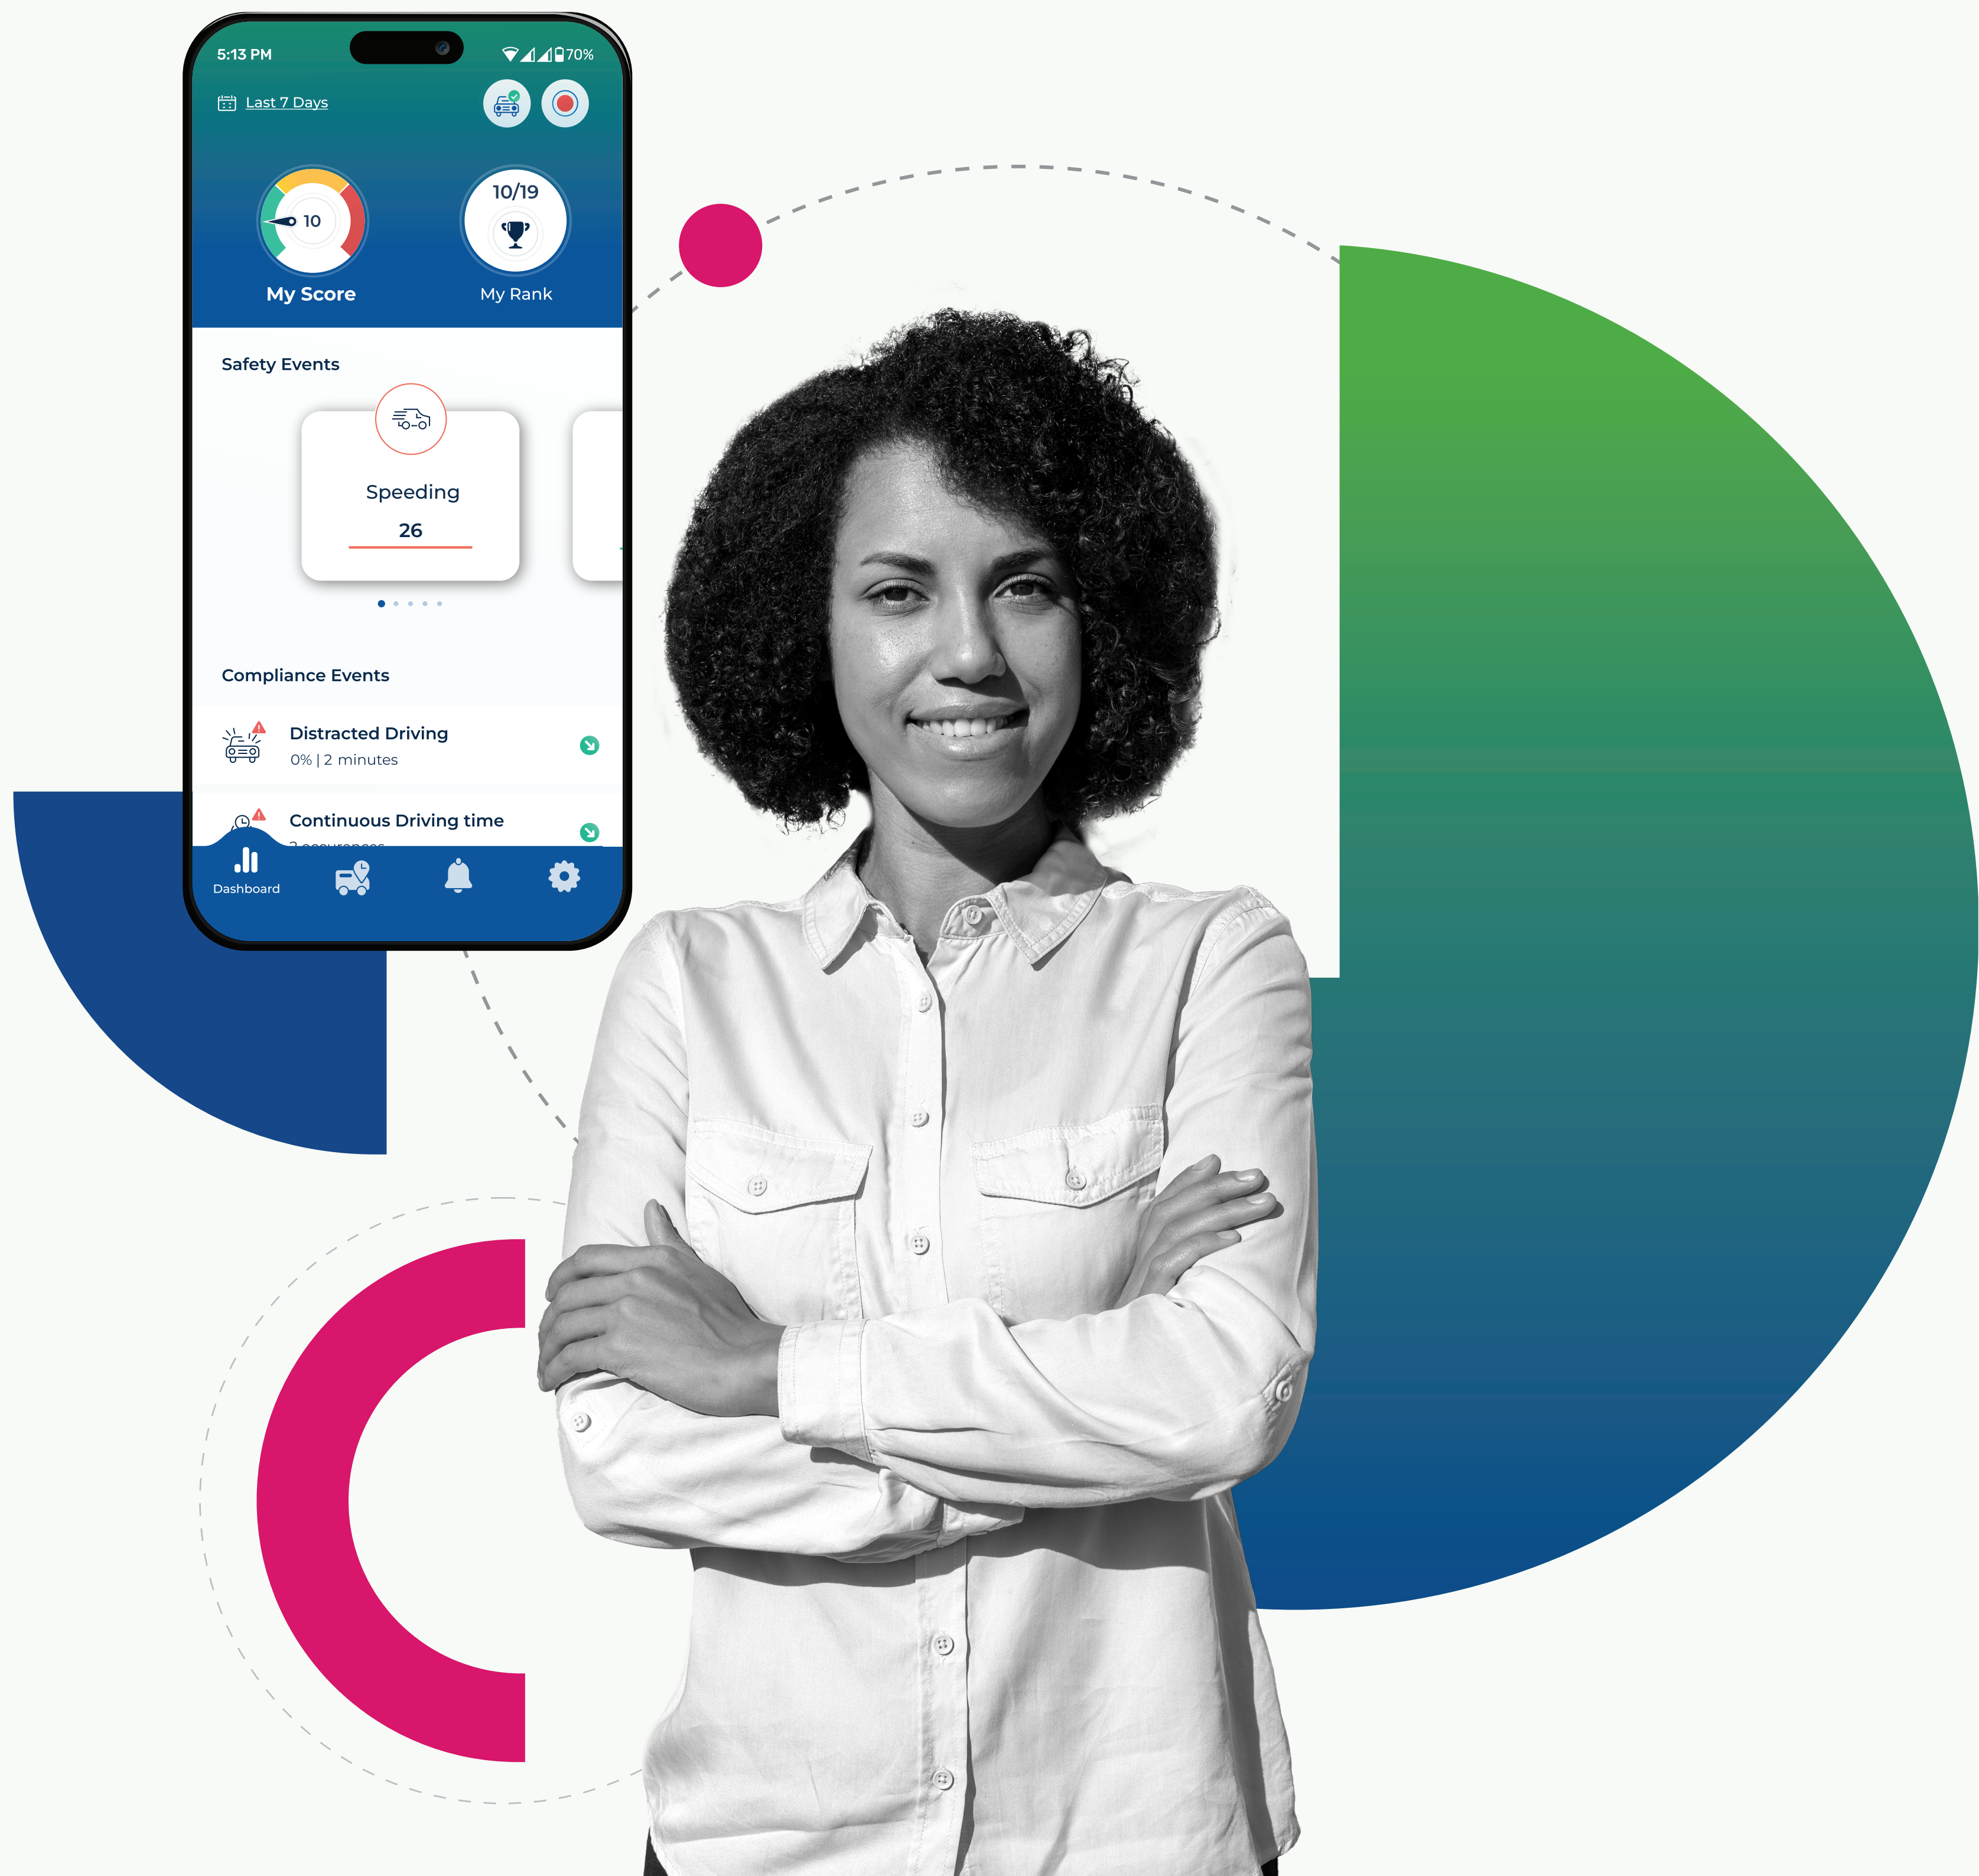 5:13 PM
70%
Last 7 Days
10
10/19
My Score
My Rank
Safety Events
Speeding
26
Compliance Events
Distracted Driving
0% | 2 minutes
Continuous Driving time
Dashboard